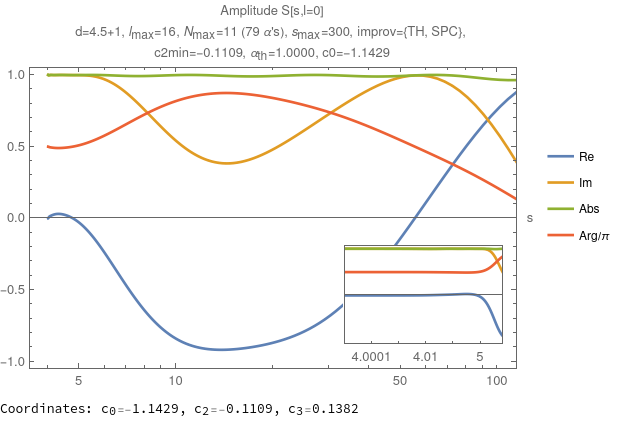 Amplitude S[s,l=0]
d=4.5+1, lmax=16, Nmax=11 (79 α's), smax=300, improv={TH, SPC},
c2min=-0.1109, αth=1.0000, c0=-1.1429
1.0
0.5
0.0
-0.5
-1.0
5
10
50
100
s
4.0001
4.01
5
Re
Im
Abs
Arg/π
Coordinates: c0=-1.1429, c2=-0.1109, c3=0.1382